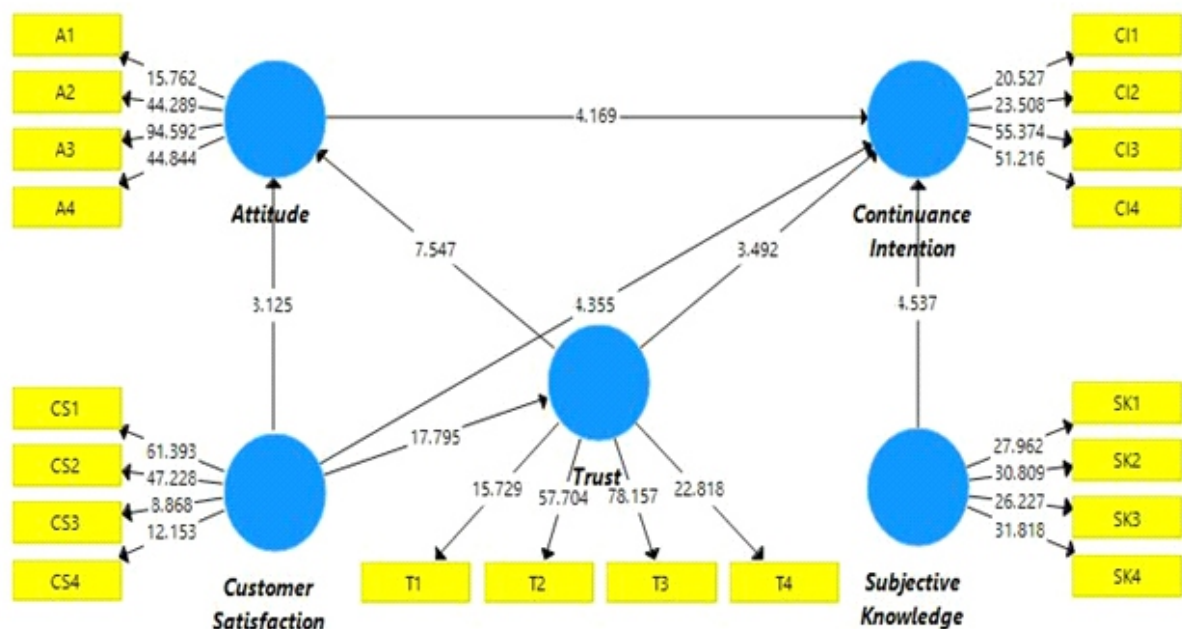 A1
A2
A3
A4
15.762
44.289
94.592
44.844
Attitude
4.169
CI1
CI2
CI3
CI4
20.527
23.508
55.374
51.216
Continuance
Intention
7.547
3.492
3.125
4.355
4.537
CS1
CS2
CS3
CS4
61.393
47.228
8.868
12.153
Customer
Satisfaction
17.795
Trust
15.729
57.704
78.157
22.818
T1
T2
T3
T4
SK1
SK2
SK3
SK4
27.962
30.809
26.227
31.818
Subjective
Knowledge